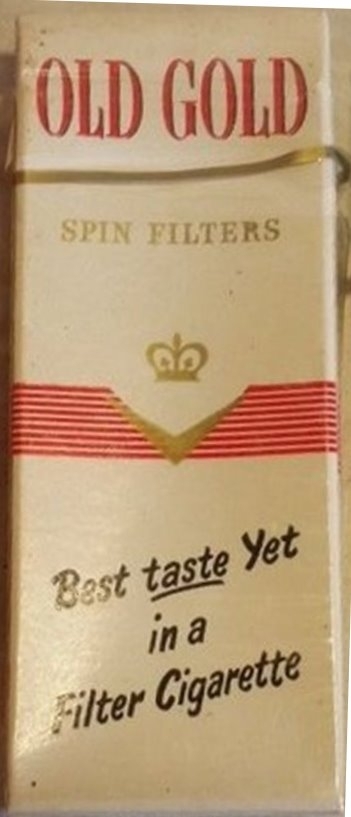 OLD GOLD
SPIN FILTERS
Best taste Yet
in a
Filter Cigarette